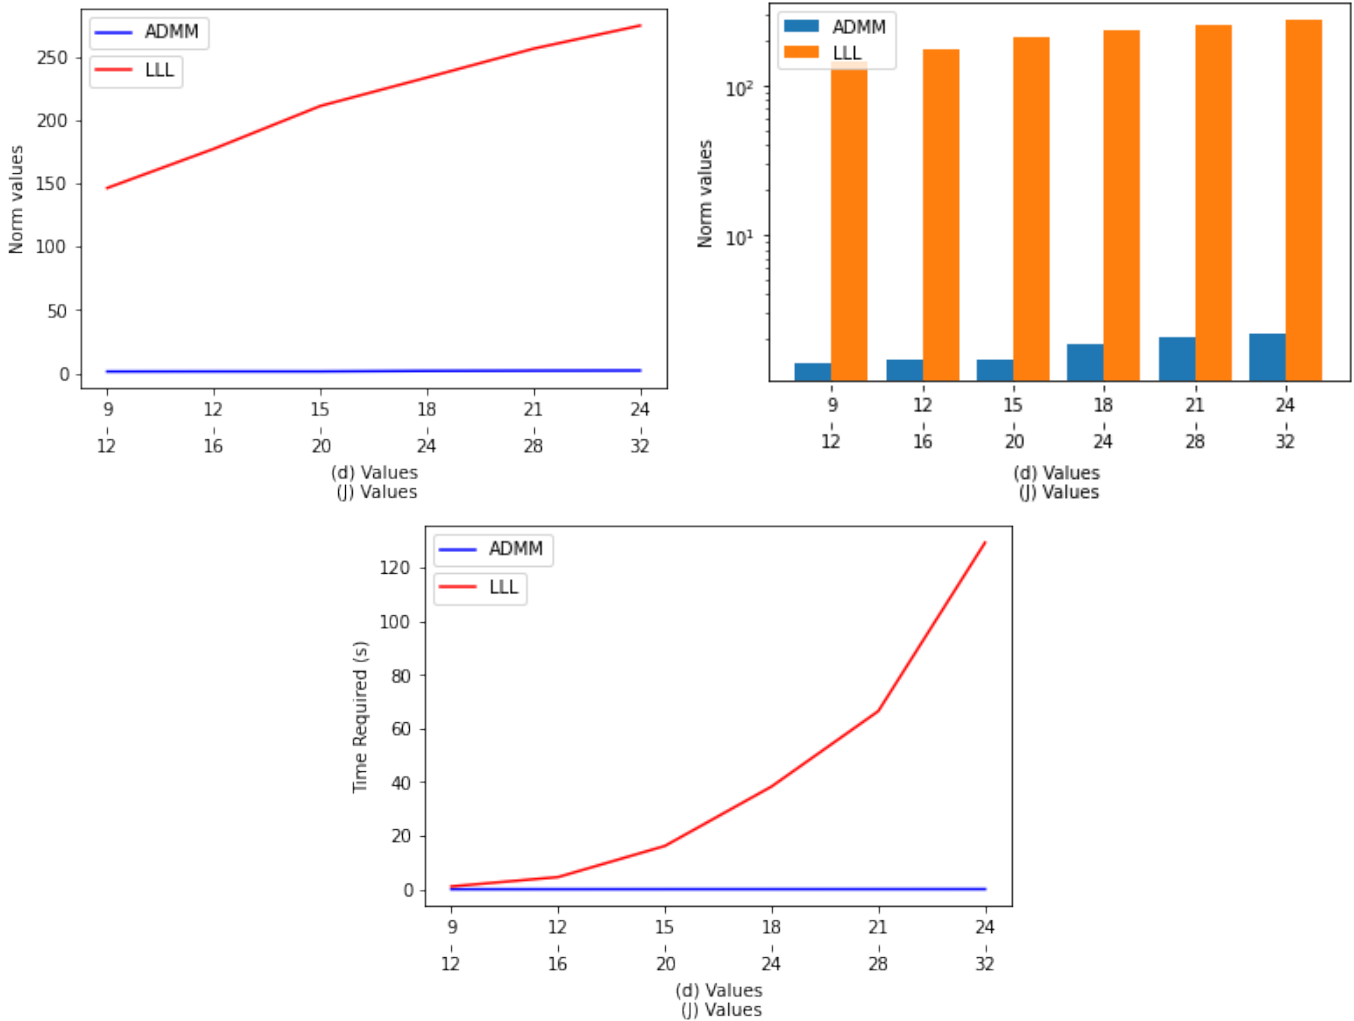 ADMM
LLL
250
200
150
100
50
0
Norm values
9 12 15 18 21 24
12 16 20 24 28 32
(d) Values
(J) Values
ADMM
LLL
10²
10¹
Norm values
9 12 15 18 21 24
12 16 20 24 28 32
(d) Values
(J) Values
ADMM
LLL
120
100
80
60
40
20
0
Time Required (s)
9 12 15 18 21 24
12 16 20 24 28 32
(d) Values
(J) Values